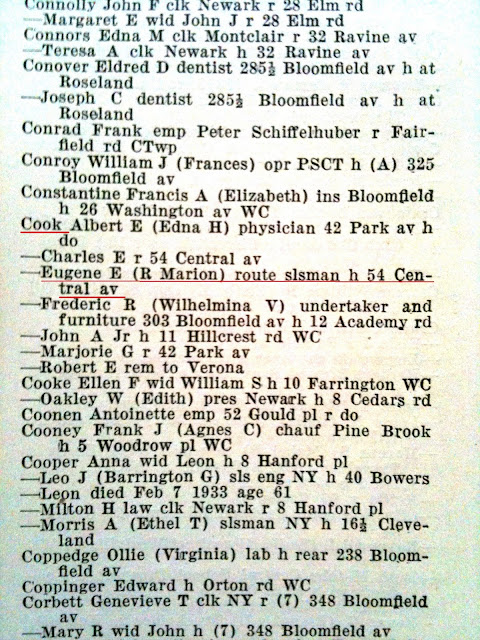 Connolly John F clk Newark r 28 Elm rd
—Margaret E wid John J r 28 Elm rd
Connors Edna M clk Montclair r 32 Ravine av
—Teresa A clk Newark h 32 Ravine av
Conover Eldred D dentist 285½ Bloomfield av h at
Roseland
—Joseph C dentist 285½ Bloomfield av h at
Roseland
Conrad Frank emp Peter Schiffelhuber r Fair-
field rd CTwp
Conroy William J (Frances) opr PSCT h (A) 325
Bloomfield av
Constantine Francis A (Elizabeth) ins Bloomfield
h 26 Washington av WC
Cook Albert E (Edna H) physician 42 Park av h
do
—Charles E r 54 Central av
—Eugene E (R Marion) route slsman h 54 Cen-
tral av
—Frederic R (Wilhelmina V) undertaker and
furniture 303 Bloomfield av h 12 Academy rd
—John A Jr h 11 Hillcrest rd WC
—Marjorie G r 42 Park av
—Robert E rem to Verona
Cooke Ellen F wid William S h 10 Farrington WC
—Oakley W (Edith) pres Newark h 8 Cedars rd
Coonen Antoinette emp 52 Gould pl r do
Cooney Frank J (Agnes C) chauf Pine Brook
h 5 Woodrow pl WC
Cooper Anna wid Leon h 8 Hanford pl
—Leo J (Barrington G) sls eng NY h 40 Bowers
—Leon died Feb 7 1933 age 61
—Milton H law clk Newark r 8 Hanford pl
—Morris A (Ethel T) slsman NY h 16½ Cleve-
land
Coppedge Ollie (Virginia) lab h rear 238 Bloom-
field av
Coppinger Edward h Orton rd WC
Corbett Genevieve T clk NY r (7) 348 Bloomfield
av
—Mary R wid John h (7) 348 Bloomfield av